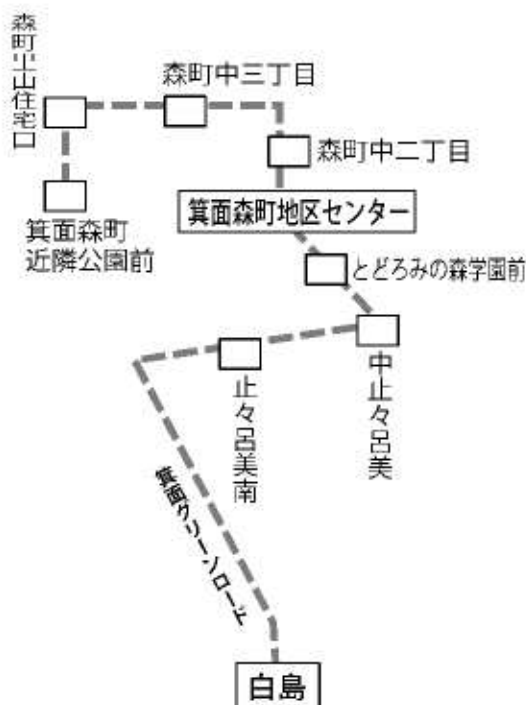 森町北山住宅口
森町中三丁目
森町中二丁目
箕面森町地区センター
箕面森町
近隣公園前
とどろみの森学園前
中止々呂美
止々呂美南
箕面グリーンロード
白島